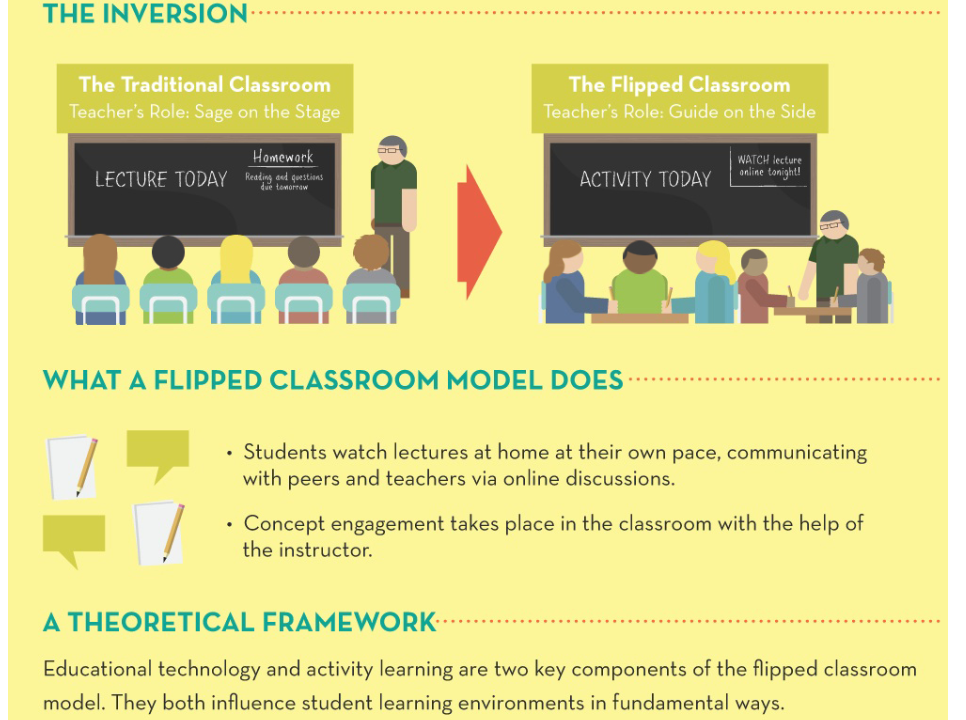 THE INVERSION
The Traditional Classroom
Teacher's Role: Sage on the Stage
LECTURE TODAY
Homework
Reading and questions
due tomorrow
The Flipped Classroom
Teacher's Role: Guide on the Side
ACTIVITY TODAY
WATCH lecture
online tonight!
WHAT A FLIPPED CLASSROOM MODEL DOES
• Students watch lectures at home at their own pace, communicating
with peers and teachers via online discussions.
• Concept engagement takes place in the classroom with the help of
the instructor.
A THEORETICAL FRAMEWORK
Educational technology and activity learning are two key components of the flipped classroom
model. They both influence student learning environments in fundamental ways.